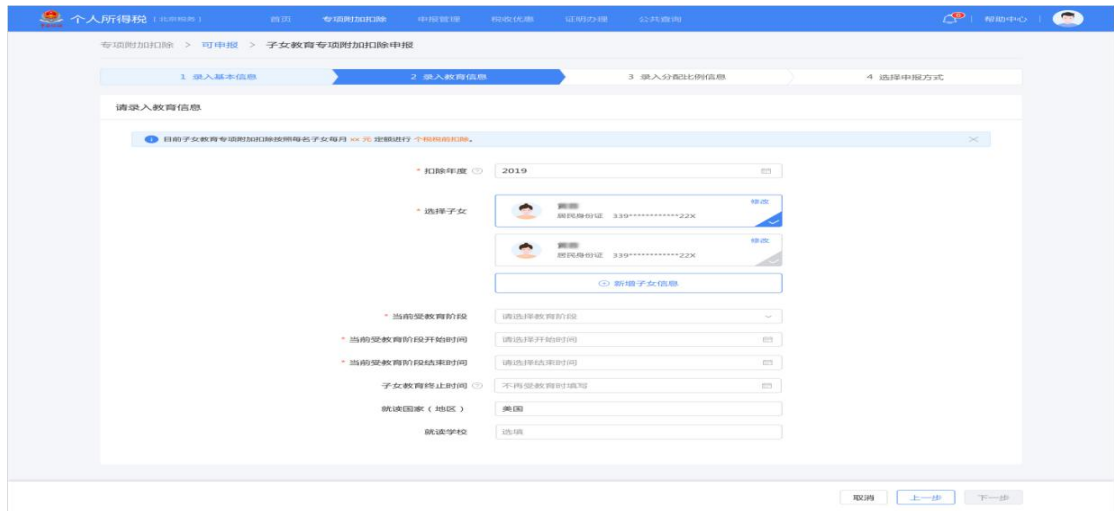 个人所得税 首页 专项附加扣除 申报管理 税收优惠 证明办理 公共查询 帮助中心
专项附加扣除 > 可申报 > 子女教育专项附加扣除申报
1 录入基本信息 2 录入教育信息 3 录入分配比例信息 4 选择申报方式
请录入教育信息
目前子女教育专项附加扣除按照每名子女每月 xx 元 定额进行 个税税前扣除。
* 扣除年度 2019
* 选择子女
修改
居民身份证 339************22X
修改
居民身份证 339************22X
新增子女信息
* 当前受教育阶段 请选择教育阶段
* 当前受教育阶段开始时间 请选择开始时间
* 当前受教育阶段结束时间 请选择结束时间
子女教育终止时间 不再受教育时填写
就读国家（地区） 美国
就读学校 选填
取消 上一步 下一步